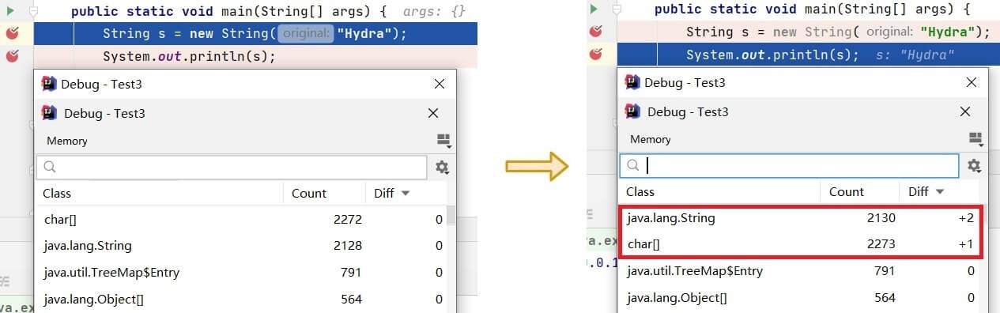 public static void main(String[] args) { args: {}
String s = new String( original: "Hydra");
System.out.println(s);
Debug - Test3
Debug - Test3
Memory
Class Count Diff
char[] 2272 0
java.lang.String 2128 0
java.util.TreeMap$Entry 791 0
java.lang.Object[] 564 0
va.ex
public static void main(String[] args) {
String s = new String( original: "Hydra");
System.out.println(s); s: "Hydra"
Debug - Test3
Debug - Test3
Memory
Class Count Diff
java.lang.String 2130 +2
char[] 2273 +1
java.util.TreeMap$Entry 791 0
java.lang.Object[] 564 0
ra.ex
.0.1